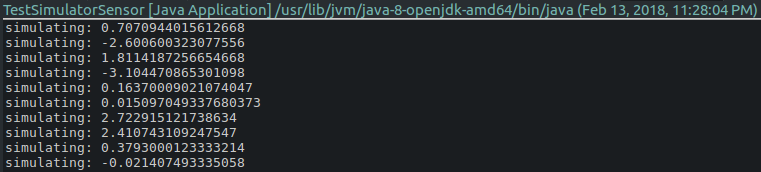 TestSimulatorSensor [Java Application] /usr/lib/jvm/java-8-openjdk-amd64/bin/java (Feb 13, 2018, 11:28:04 PM)
simulating: 0.7070944015612668
simulating: -2.600600323077556
simulating: 1.8114187256654668
simulating: -3.104470865301098
simulating: 0.16370009021074047
simulating: 0.015097049337680373
simulating: 2.722915121738634
simulating: 2.410743109247547
simulating: 0.3793000123333214
simulating: -0.021407493335058